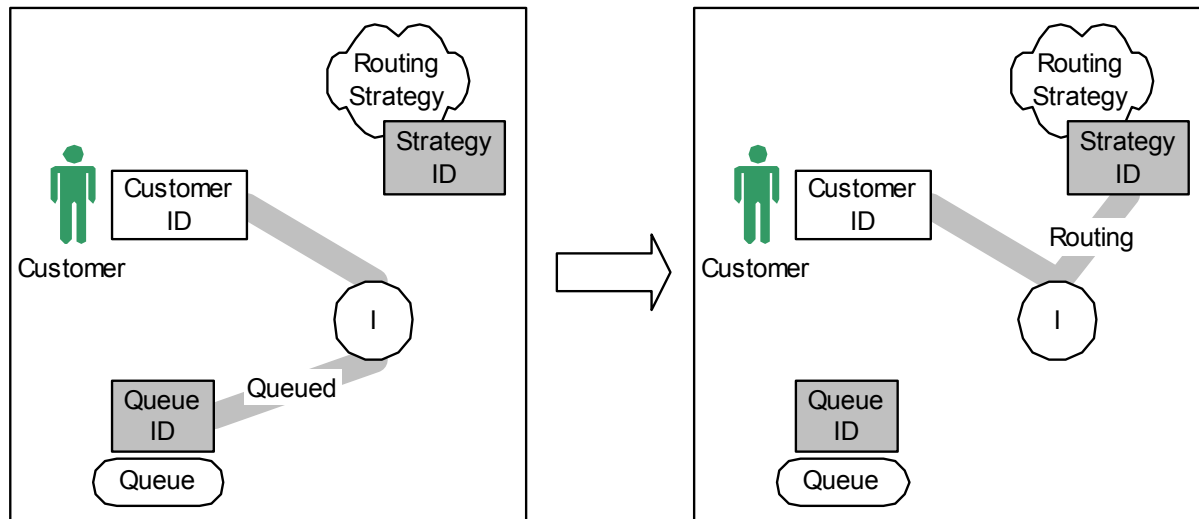 Routing
Strategy
Strategy
ID
Customer
ID
Customer
I
Queued
Queue
ID
Queue
Routing
Strategy
Strategy
ID
Customer
ID
Routing
Customer
I
Queue
ID
Queue